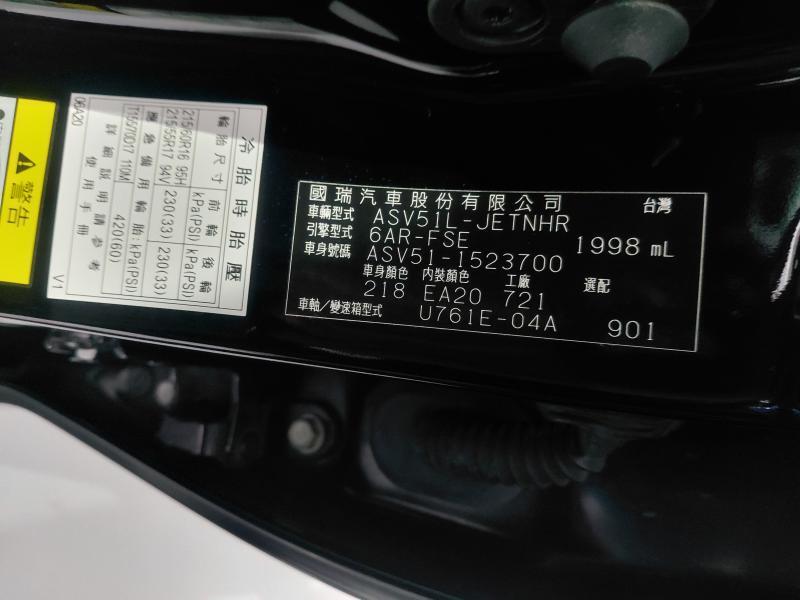 警告
冷胎時胎壓
輪胎尺寸 前輪 後輪
kPa(PSI) kPa(PSI)
215/60R16 95H
215/55R17 94V 230(33) 230(33)
應急備用輪胎:kPa(PSI)
T155/70D17 110M 420(60)
詳細說明請參考
使用手冊
06A20 V1
國瑞汽車股份有限公司 台灣
車輛型式 ASV51L-JETNHR
引擎型式 6AR-FSE 1998 mL
車身號碼 ASV51-1523700
車身顏色 內裝顏色 工廠 選配
218 EA20 721
車軸/變速箱型式 U761E-04A 901